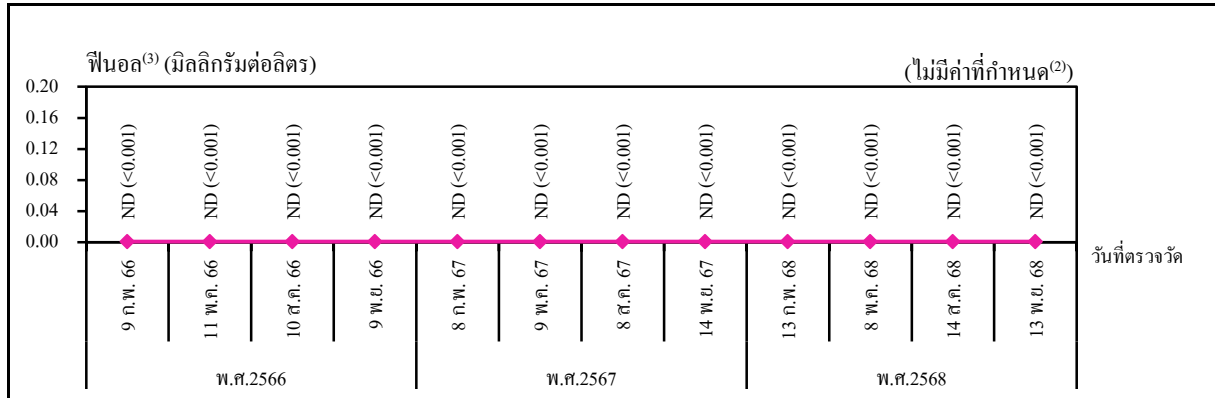 ฟีนอล(3) (มิลลิกรัมต่อลิตร) (ไม่มีค่าที่กำหนด(2))
0.20
0.16
0.12
0.08
0.04
0.00
ND (<0.001) ND (<0.001) ND (<0.001) ND (<0.001) ND (<0.001) ND (<0.001) ND (<0.001) ND (<0.001) ND (<0.001) ND (<0.001) ND (<0.001) ND (<0.001)
วันที่ตรวจวัด
9 ก.พ. 66 11 พ.ค. 66 10 ส.ค. 66 9 พ.ย. 66 8 ก.พ. 67 9 พ.ค. 67 8 ส.ค. 67 14 พ.ย. 67 13 ก.พ. 68 8 พ.ค. 68 14 ส.ค. 68 13 พ.ย. 68
พ.ศ.2566 พ.ศ.2567 พ.ศ.2568